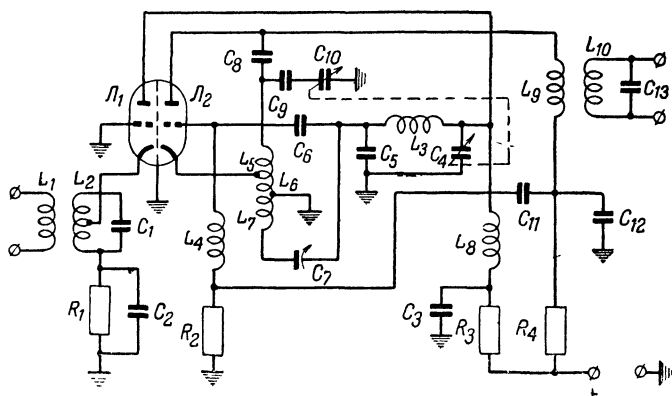 C₈
C₁₀
L₁₀
Л₁
Л₂
C₉
L₉
C₁₃
C₆
L₃
C₅
C₄
L₅
L₆
L₁
L₂
C₁
L₇
L₄
C₁₁
C₁₂
C₇
L₈
R₁
C₂
R₂
C₃
R₃
R₄